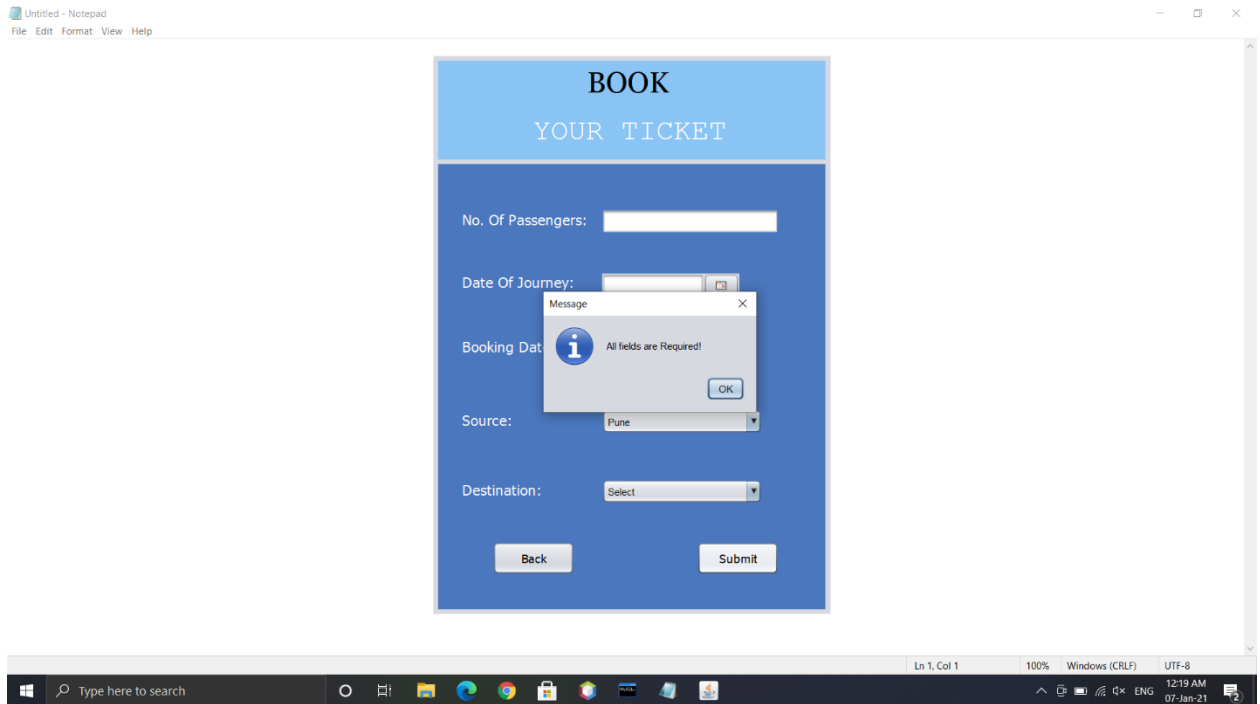 Untitled - Notepad
File Edit Format View Help
BOOK
YOUR TICKET
No. Of Passengers:
Date Of Journey:
Message
All fields are Required!
Booking Dat
OK
Source:
Pune
Destination:
Select
Back
Submit
Ln 1, Col 1
100%
Windows (CRLF)
UTF-8
Type here to search
ENG
12:19 AM
07-Jan-21
2